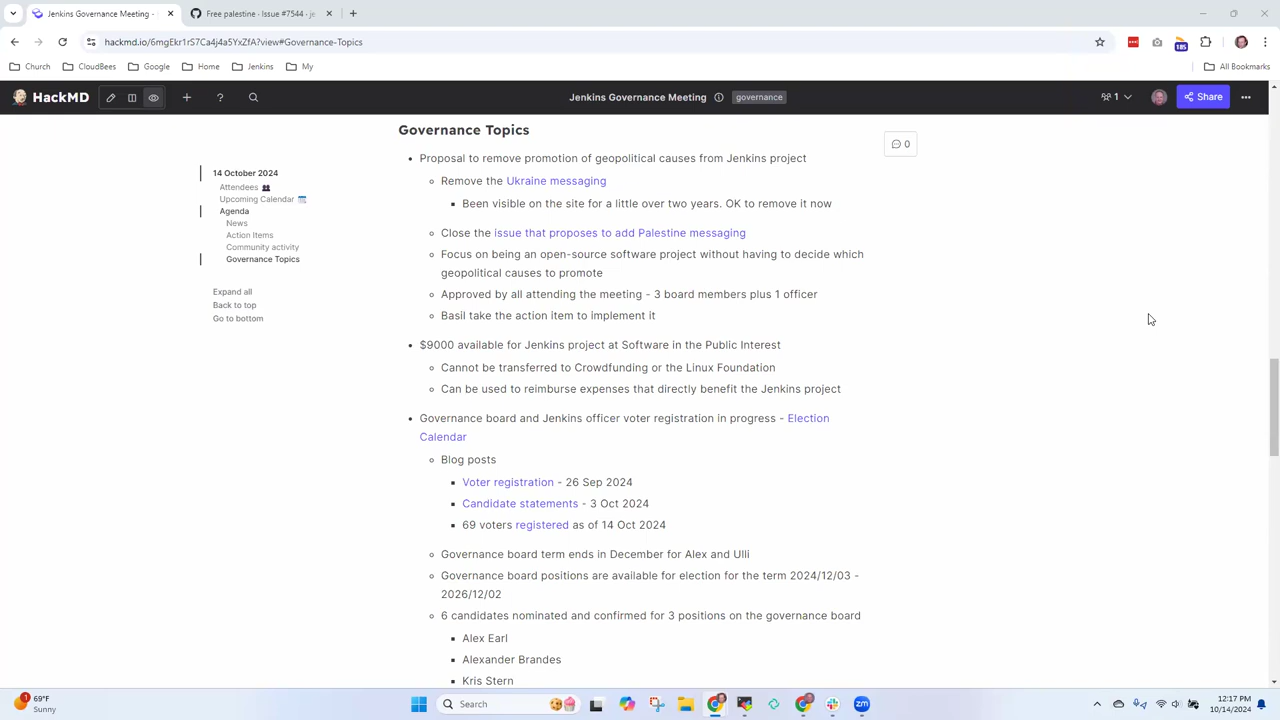 Jenkins Governance Meeting -
Free palestine · Issue #7544 · je
hackmd.io/6mgEkr1rS7Ca4j4a5YxZfA?view#Governance-Topics
185
Church
CloudBees
Google
Home
Jenkins
My
All Bookmarks
HackMD
Jenkins Governance Meeting
governance
1
Share
14 October 2024
Attendees
Upcoming Calendar
Agenda
News
Action Items
Community activity
Governance Topics
Expand all
Back to top
Go to bottom
Governance Topics
0
Proposal to remove promotion of geopolitical causes from Jenkins project
Remove the Ukraine messaging
Been visible on the site for a little over two years. OK to remove it now
Close the issue that proposes to add Palestine messaging
Focus on being an open-source software project without having to decide which
geopolitical causes to promote
Approved by all attending the meeting - 3 board members plus 1 officer
Basil take the action item to implement it
$9000 available for Jenkins project at Software in the Public Interest
Cannot be transferred to Crowdfunding or the Linux Foundation
Can be used to reimburse expenses that directly benefit the Jenkins project
Governance board and Jenkins officer voter registration in progress - Election
Calendar
Blog posts
Voter registration - 26 Sep 2024
Candidate statements - 3 Oct 2024
69 voters registered as of 14 Oct 2024
Governance board term ends in December for Alex and Ulli
Governance board positions are available for election for the term 2024/12/03 -
2026/12/02
6 candidates nominated and confirmed for 3 positions on the governance board
Alex Earl
Alexander Brandes
Kris Stern
1
69°F
Sunny
Search
zm
12:17 PM
10/14/2024